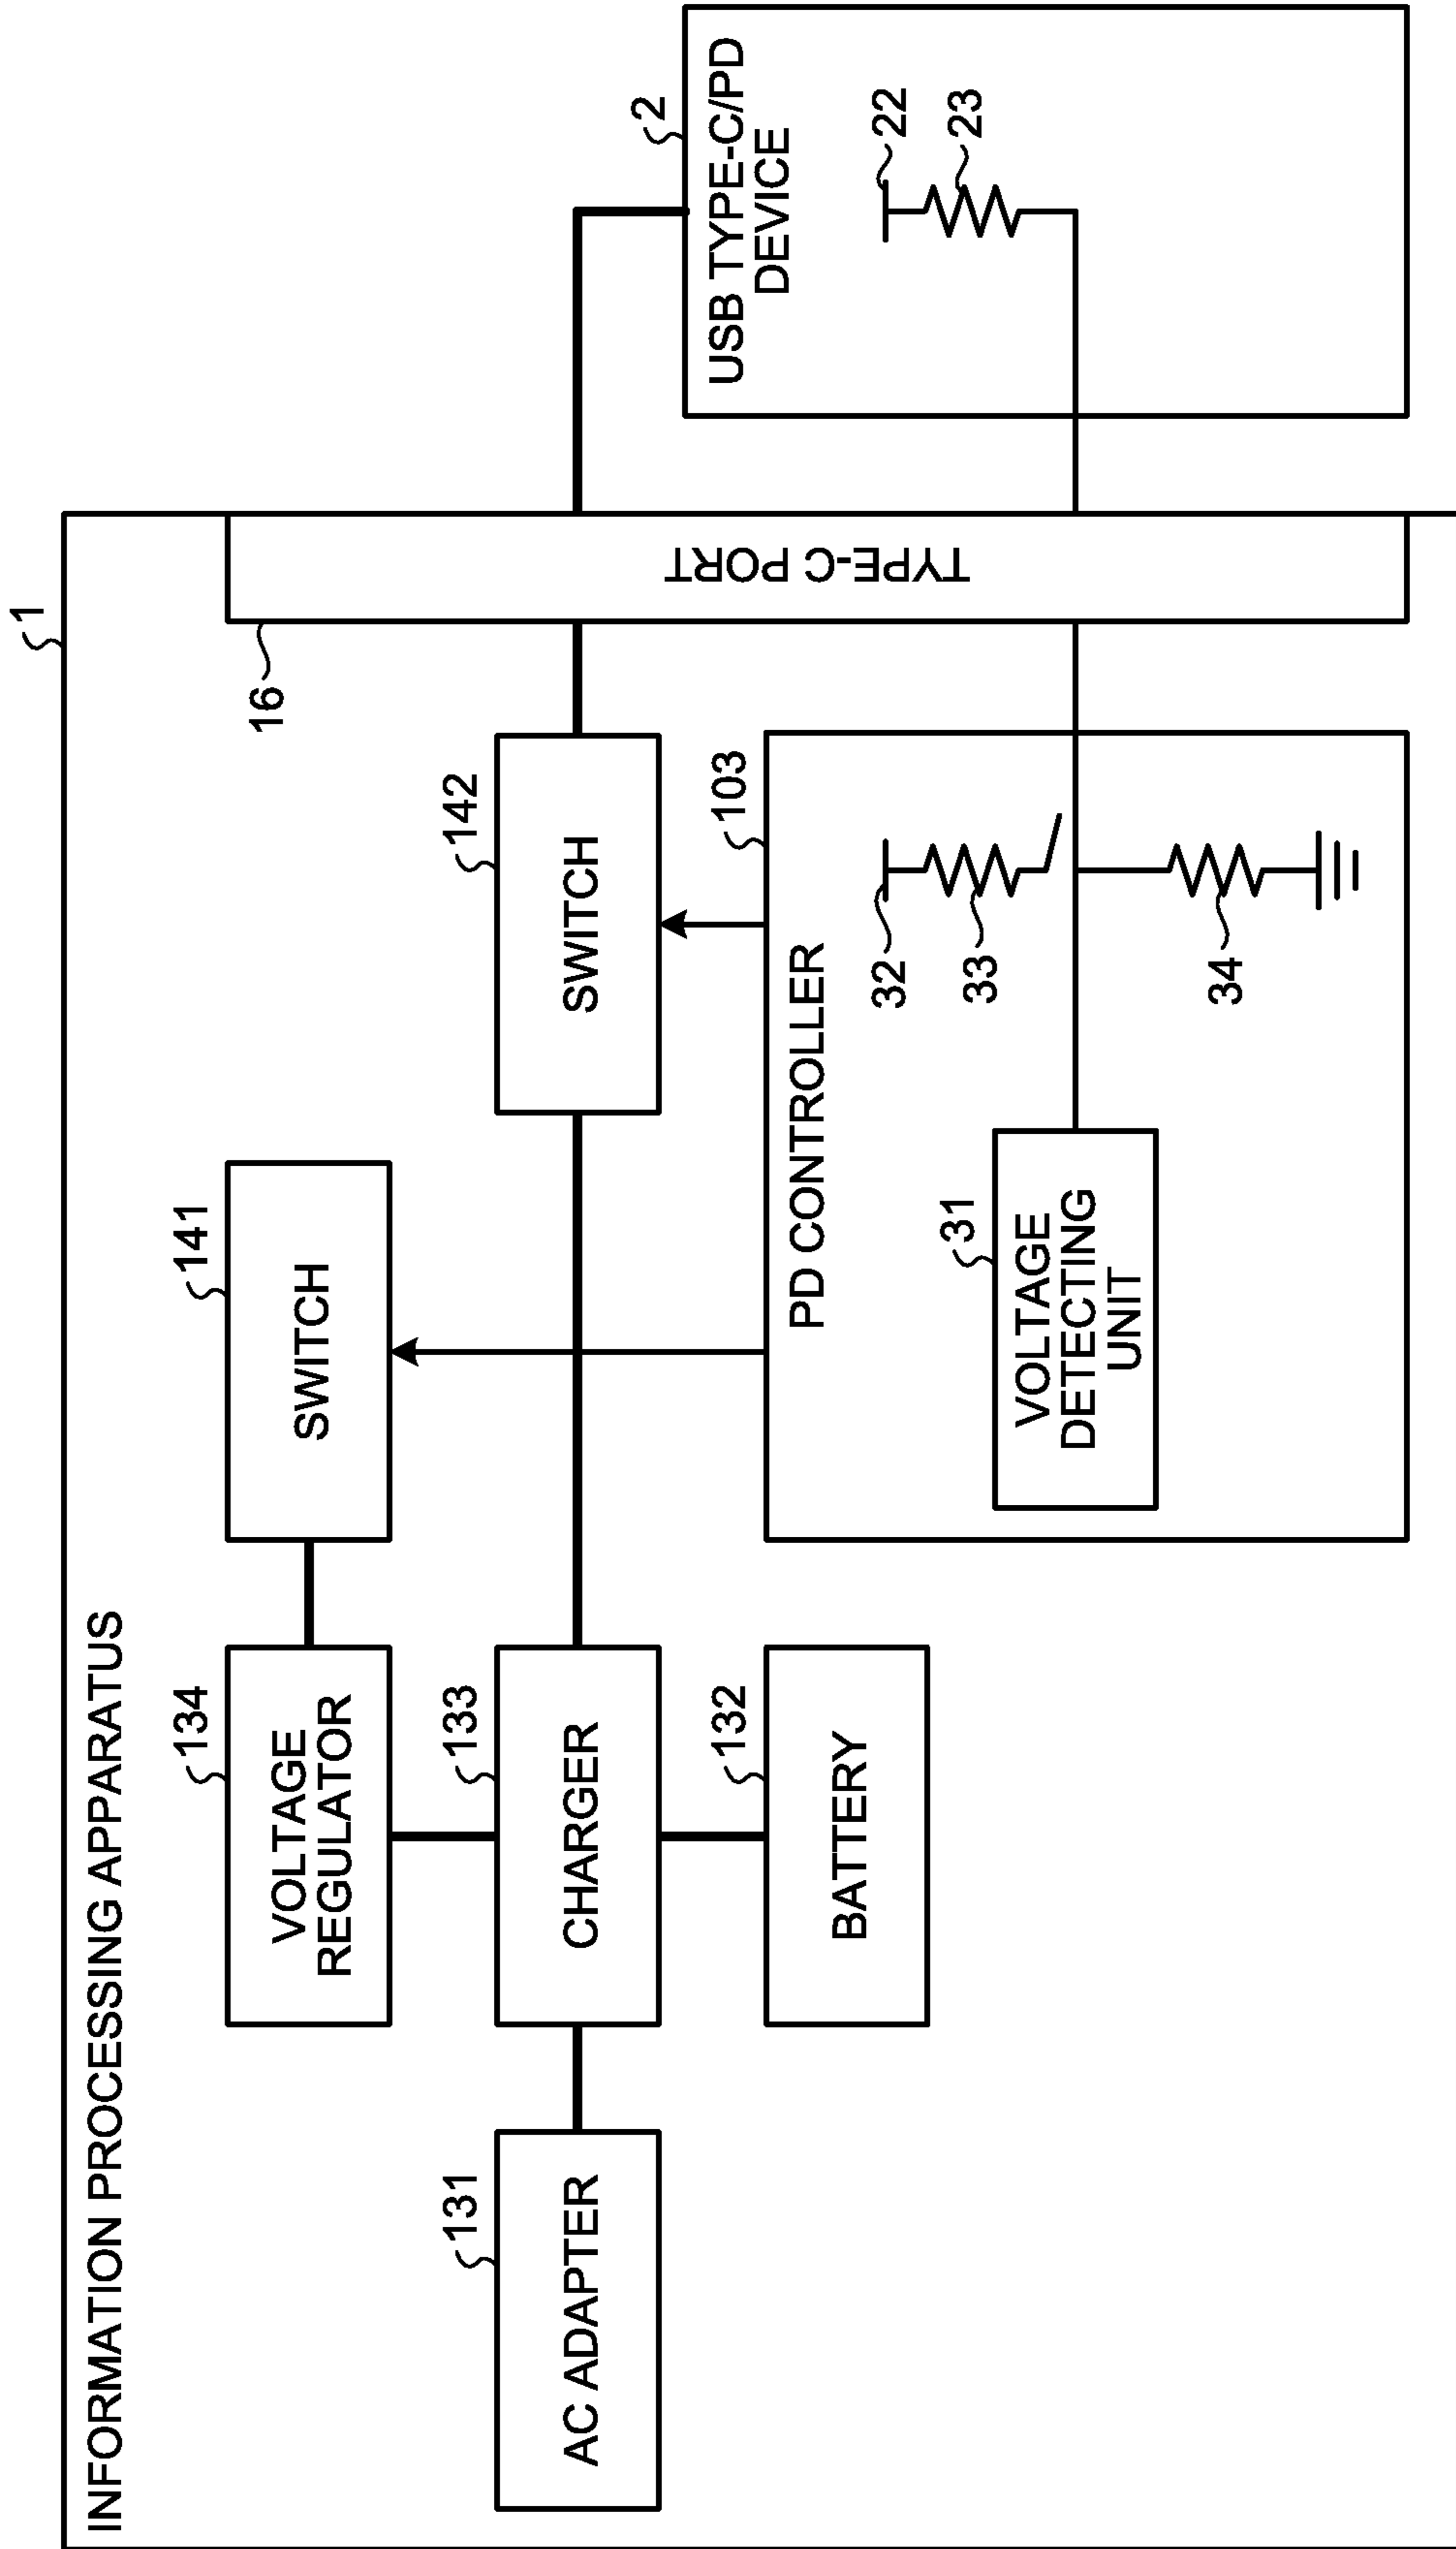 INFORMATION PROCESSING APPARATUS
1
134
VOLTAGE
REGULATOR
141
SWITCH
16
TYPE-C PORT
131
AC ADAPTER
133
CHARGER
142
SWITCH
132
BATTERY
103
PD CONTROLLER
31
VOLTAGE
DETECTING
UNIT
32
33
34
2
USB TYPE-C/PD
DEVICE
22
23